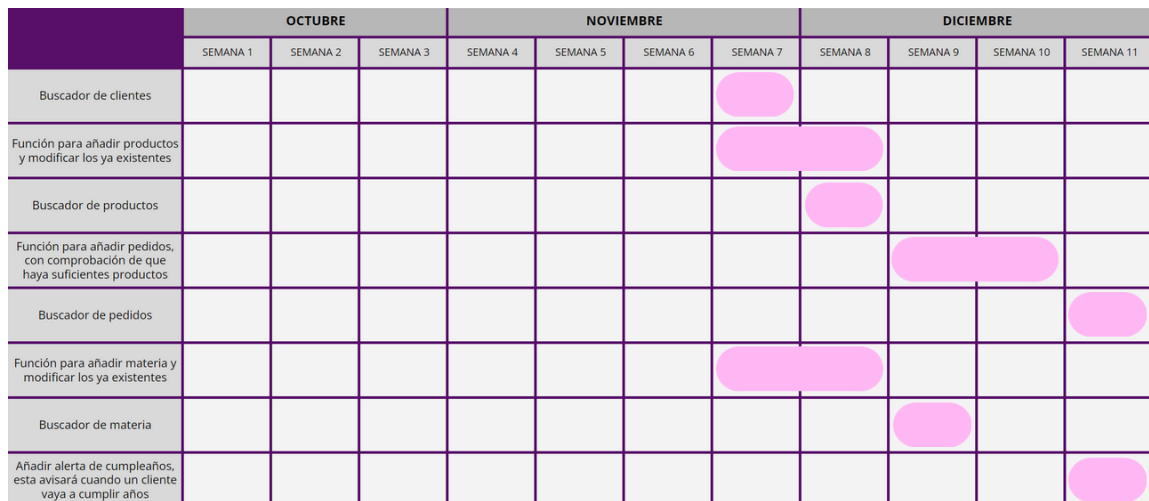 OCTUBRE NOVIEMBRE DICIEMBRE
SEMANA 1 SEMANA 2 SEMANA 3 SEMANA 4 SEMANA 5 SEMANA 6 SEMANA 7 SEMANA 8 SEMANA 9 SEMANA 10 SEMANA 11
Buscador de clientes
Función para añadir productos
y modificar los ya existentes
Buscador de productos
Función para añadir pedidos,
con comprobación de que
haya suficientes productos
Buscador de pedidos
Función para añadir materia y
modificar los ya existentes
Buscador de materia
Añadir alerta de cumpleaños,
esta avisará cuando un cliente
vaya a cumplir años